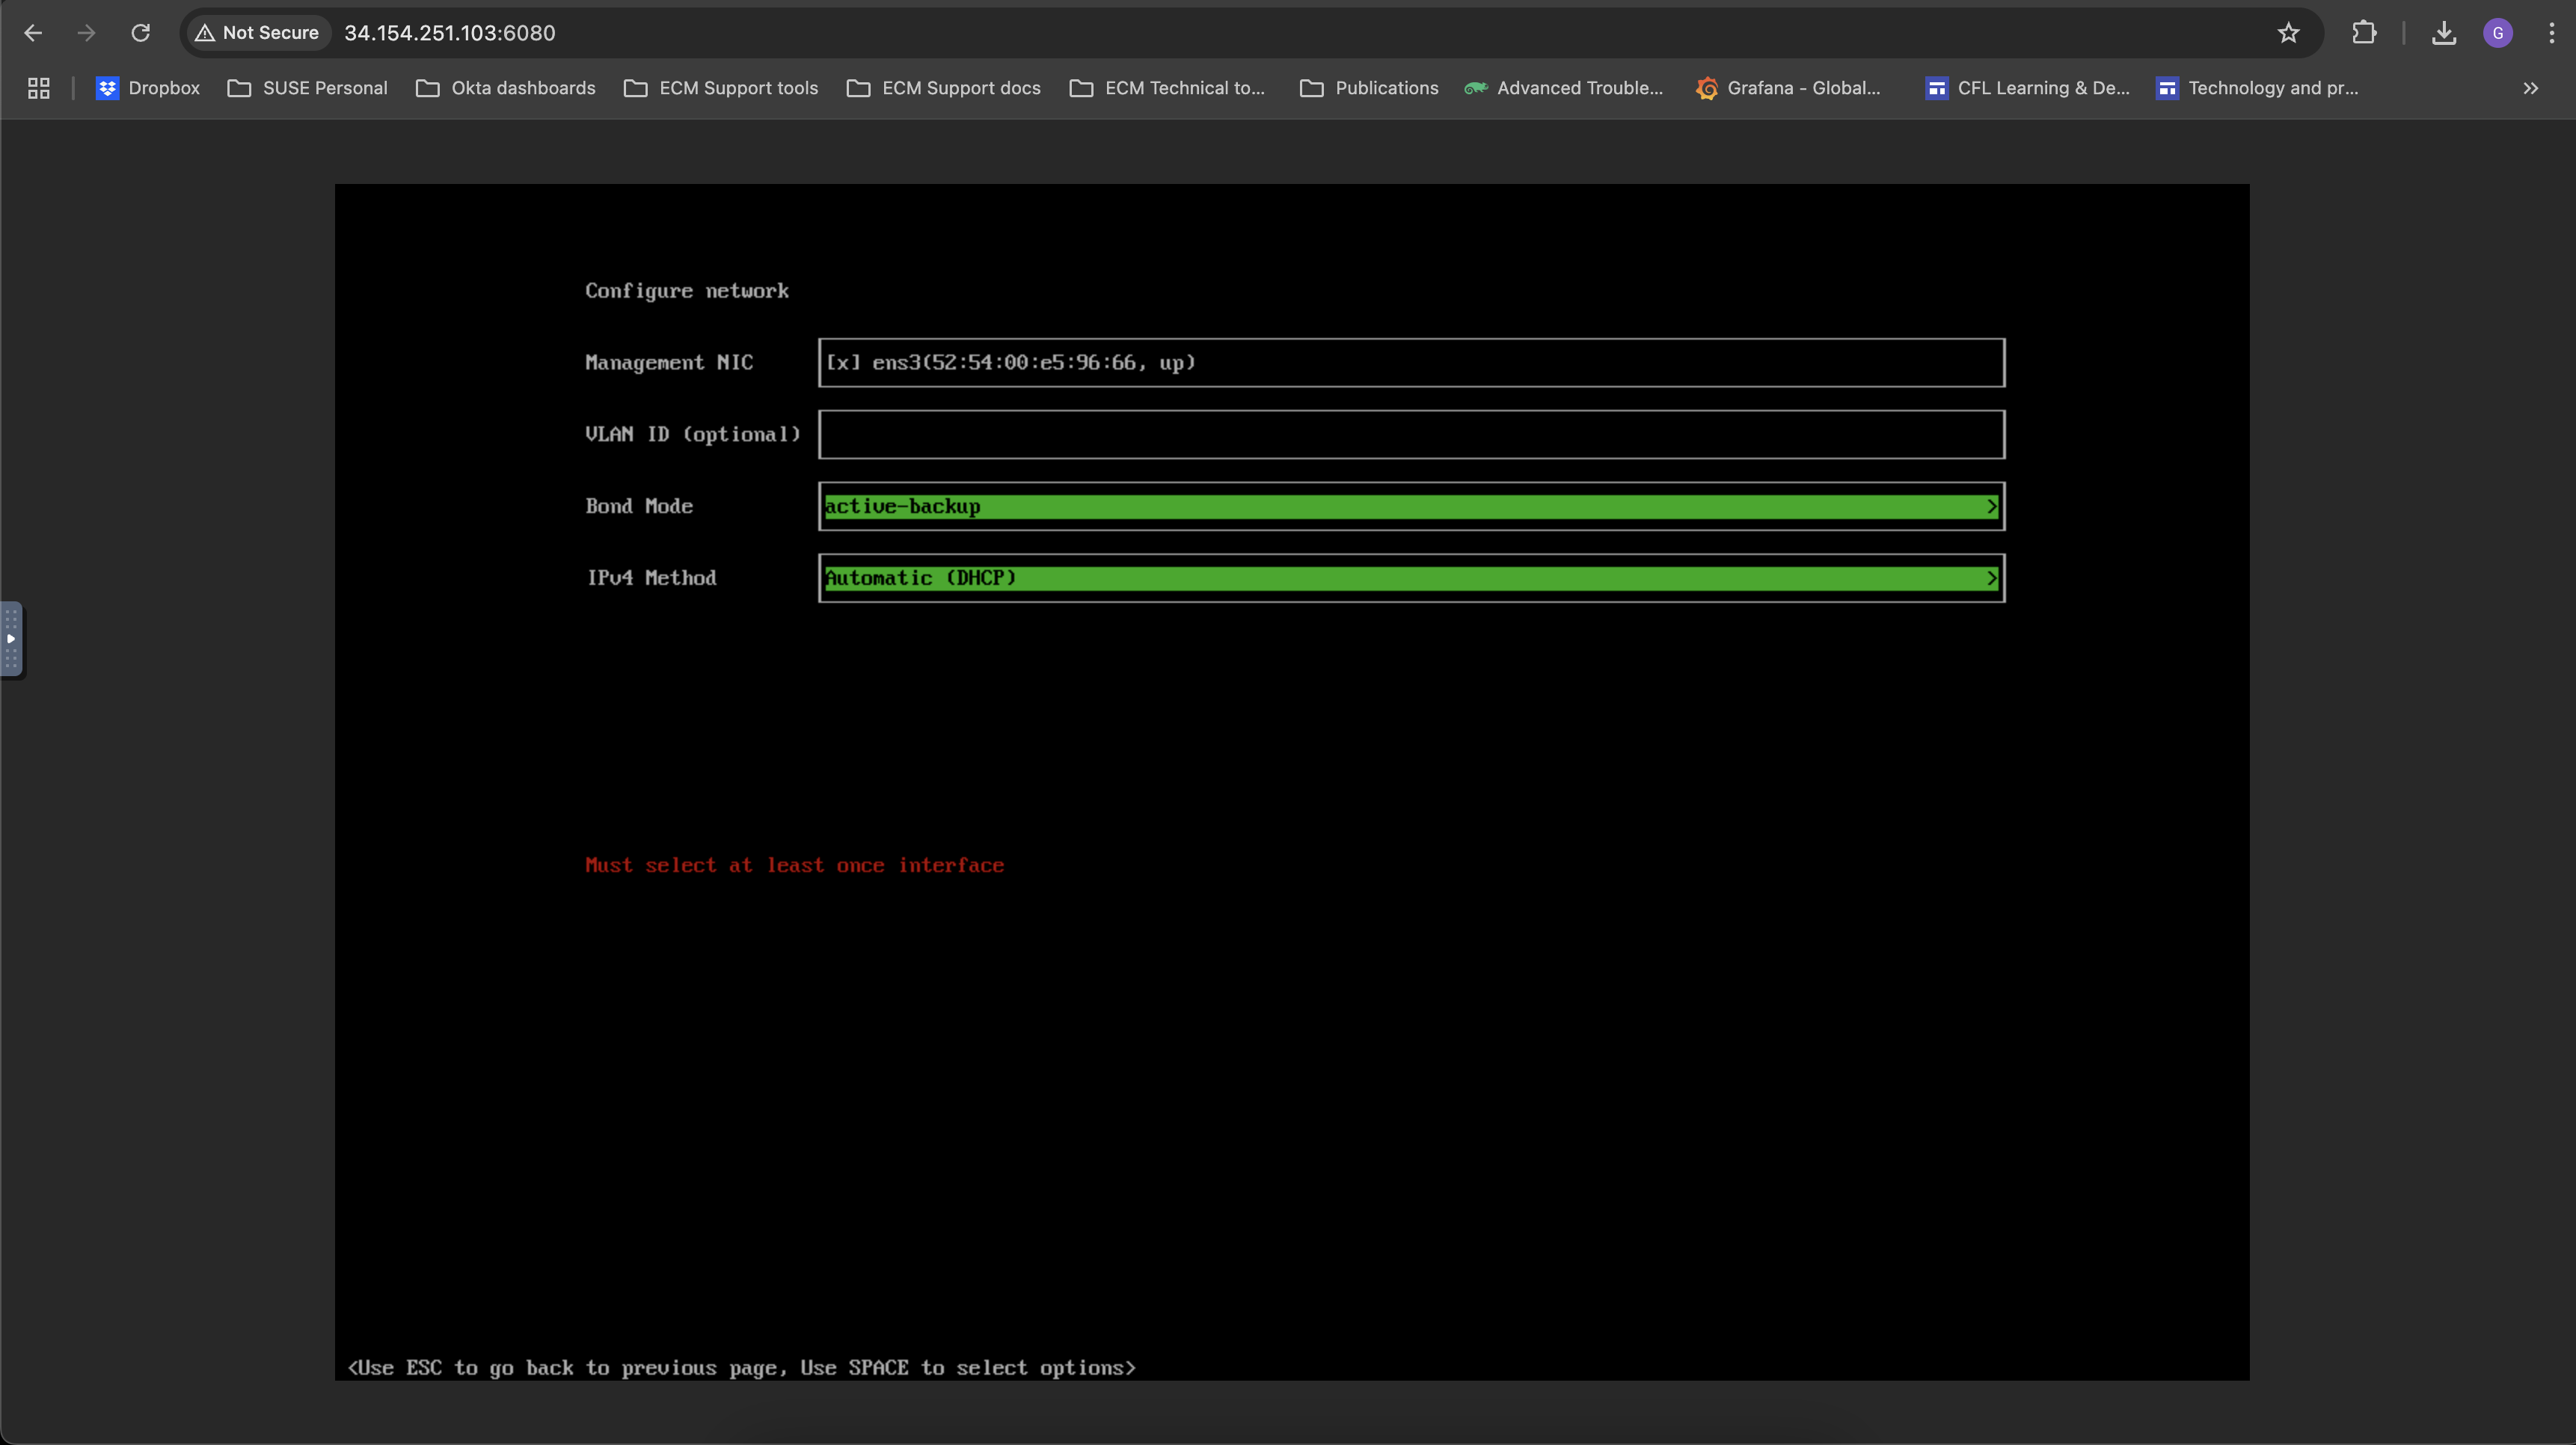 Not Secure 34.154.251.103:6080 G
Dropbox SUSE Personal Okta dashboards ECM Support tools ECM Support docs ECM Technical to... Publications Advanced Trouble... Grafana - Global... CFL Learning & De... Technology and pr...
Configure network
Management NIC [x] ens3(52:54:00:e5:96:66, up)
VLAN ID (optional)
Bond Mode active-backup >
IPv4 Method Automatic (DHCP) >
Must select at least once interface
<Use ESC to go back to previous page, Use SPACE to select options>